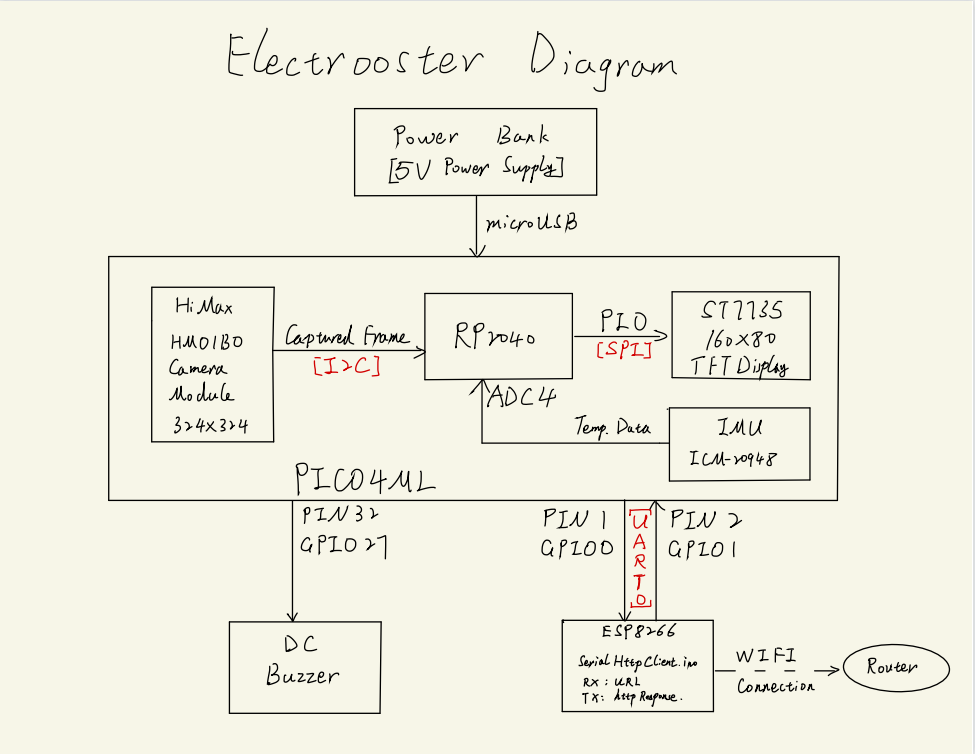 Electrooster Diagram
Power Bank
[5V Power Supply]
microUSB
HiMax
HM01B0
Camera
Module
324X324
Captured Frame
[I2C]
RP2040
PIO
[SPI]
ST7735
160X80
TFT Display
ADC4
Temp. Data
IMU
ICM-20948
PICO4ML
PIN32
GPIO27
PIN 1
GPIO0
[UART0]
PIN 2
GPIO1
DC
Buzzer
ESP8266
Serial HttpClient.ino
RX: URL
TX: Http Response.
WIFI
Connection
Router